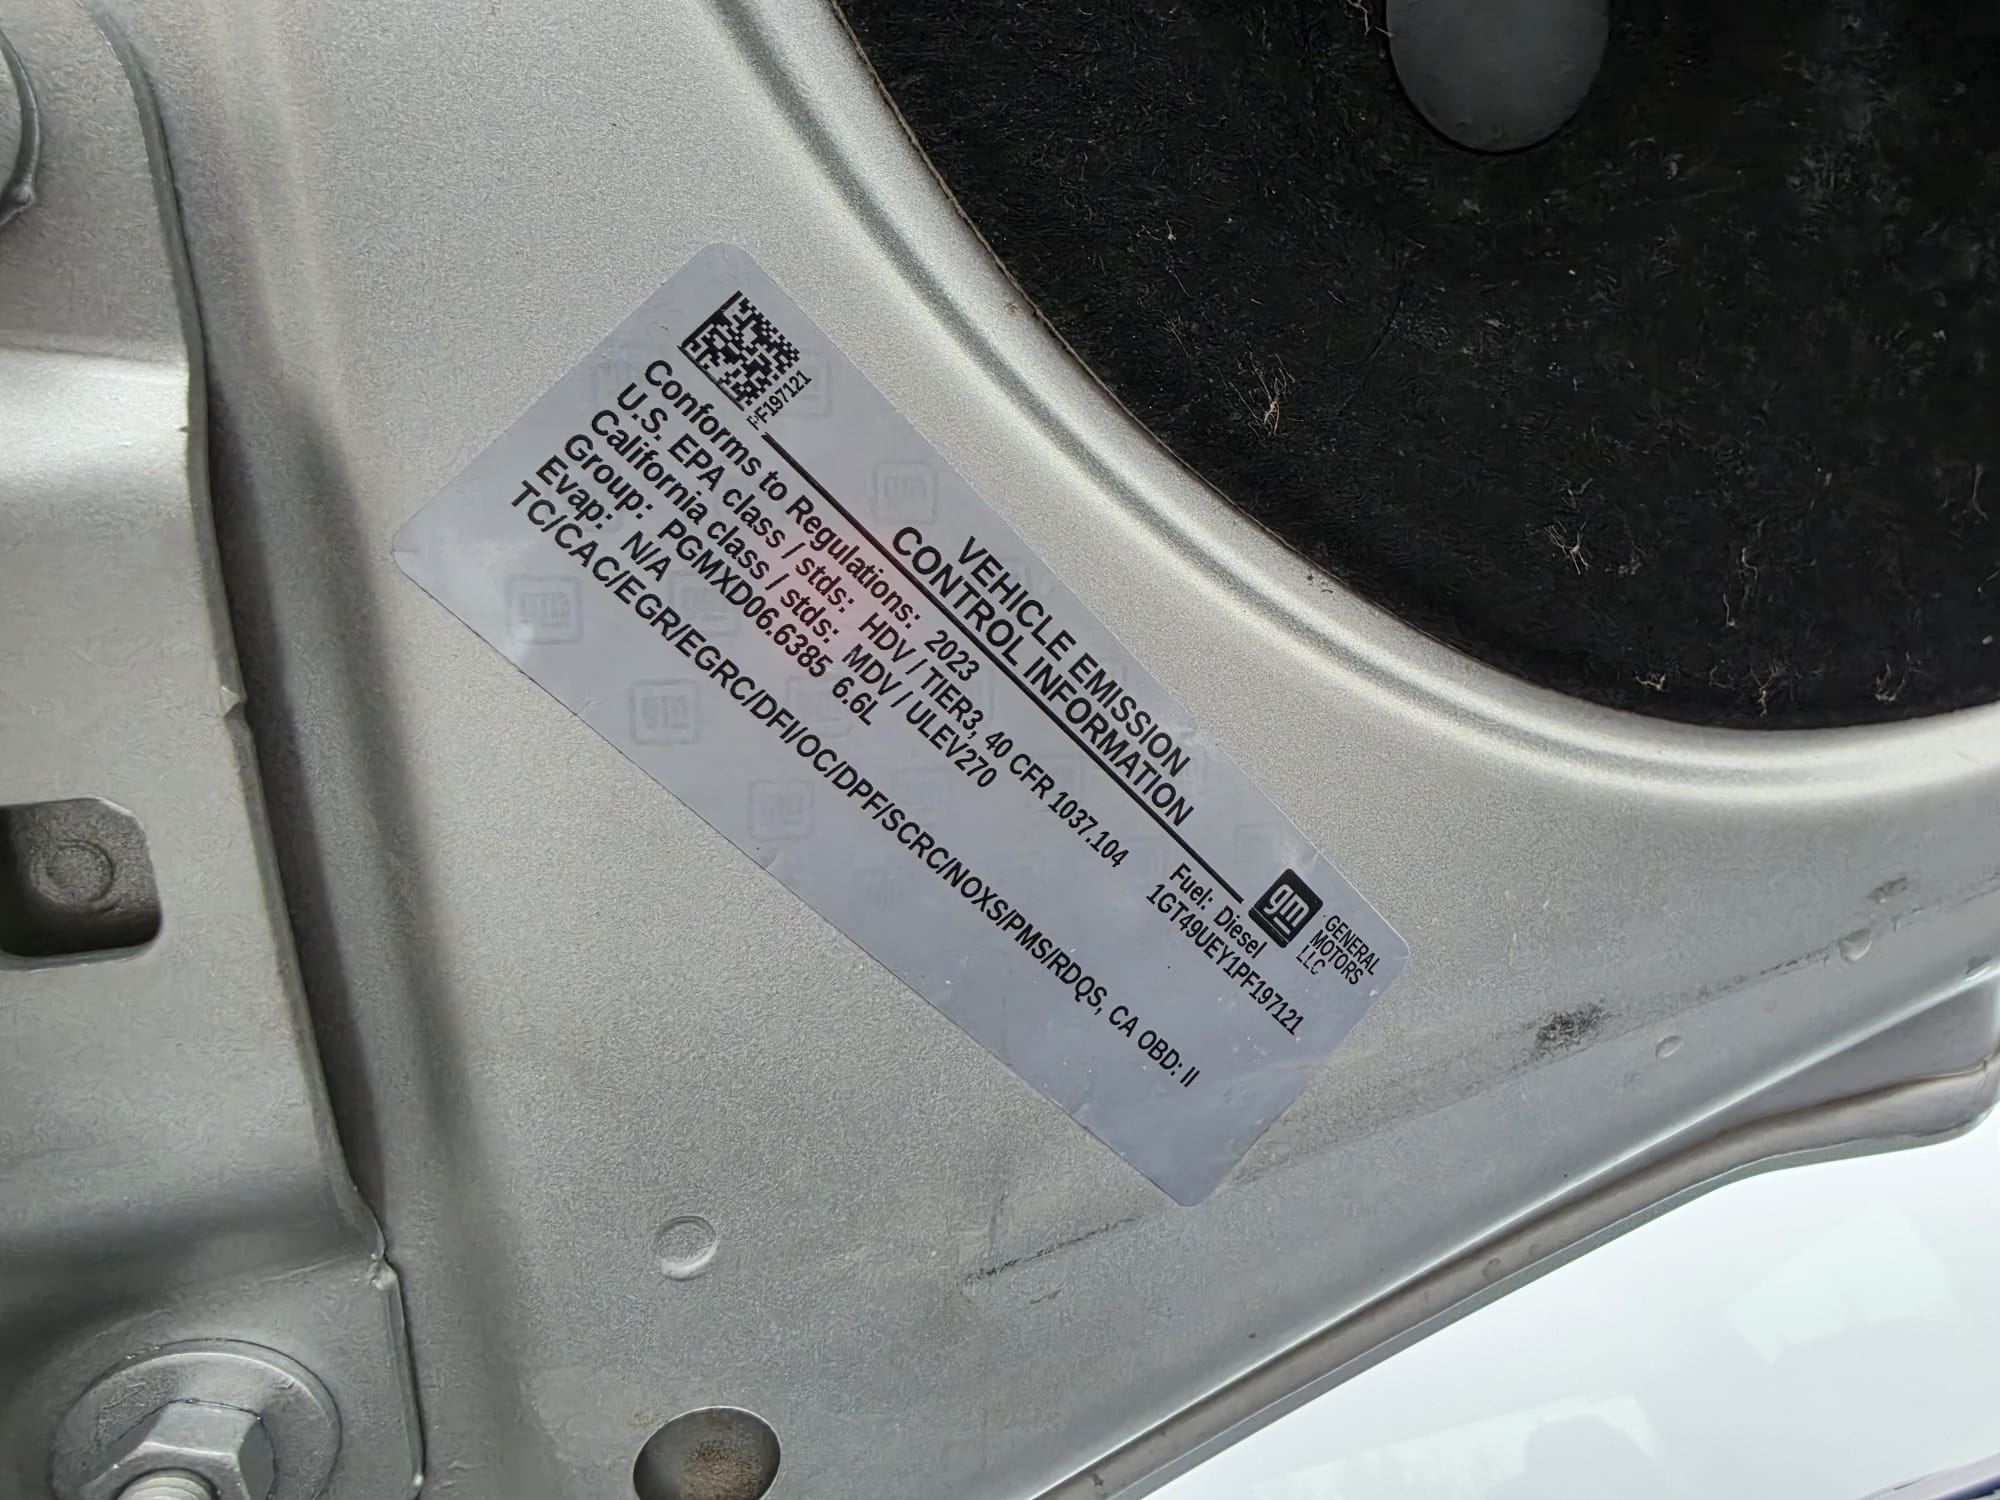 PF197121
VEHICLE EMISSION
CONTROL INFORMATION
gm
GENERAL
MOTORS
LLC
Conforms to Regulations: 2023
Fuel: Diesel
U.S. EPA class / stds: HDV / TIER3, 40 CFR 1037.104
1GT49UEY1PF197121
California class / stds: MDV / ULEV270
Group: PGMXD06.6385 6.6L
Evap: N/A
TC/CAC/EGR/EGRC/DFI/OC/DPF/SCRC/NOXS/PMS/RDQS, CA OBD: II